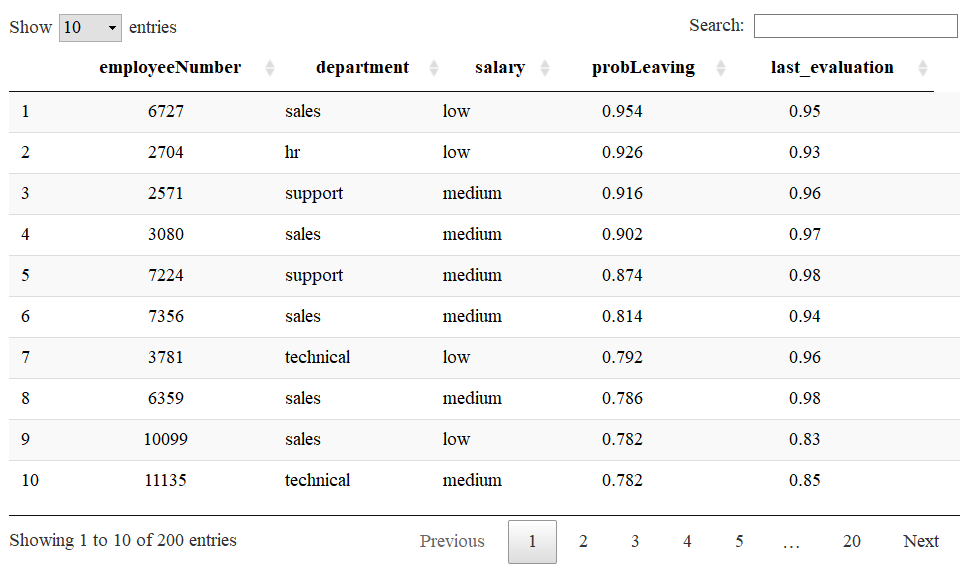 Show 10 entries Search:
employeeNumber department salary probLeaving last_evaluation
1 6727 sales low 0.954 0.95
2 2704 hr low 0.926 0.93
3 2571 support medium 0.916 0.96
4 3080 sales medium 0.902 0.97
5 7224 support medium 0.874 0.98
6 7356 sales medium 0.814 0.94
7 3781 technical low 0.792 0.96
8 6359 sales medium 0.786 0.98
9 10099 sales low 0.782 0.83
10 11135 technical medium 0.782 0.85
Showing 1 to 10 of 200 entries Previous 1 2 3 4 5 … 20 Next